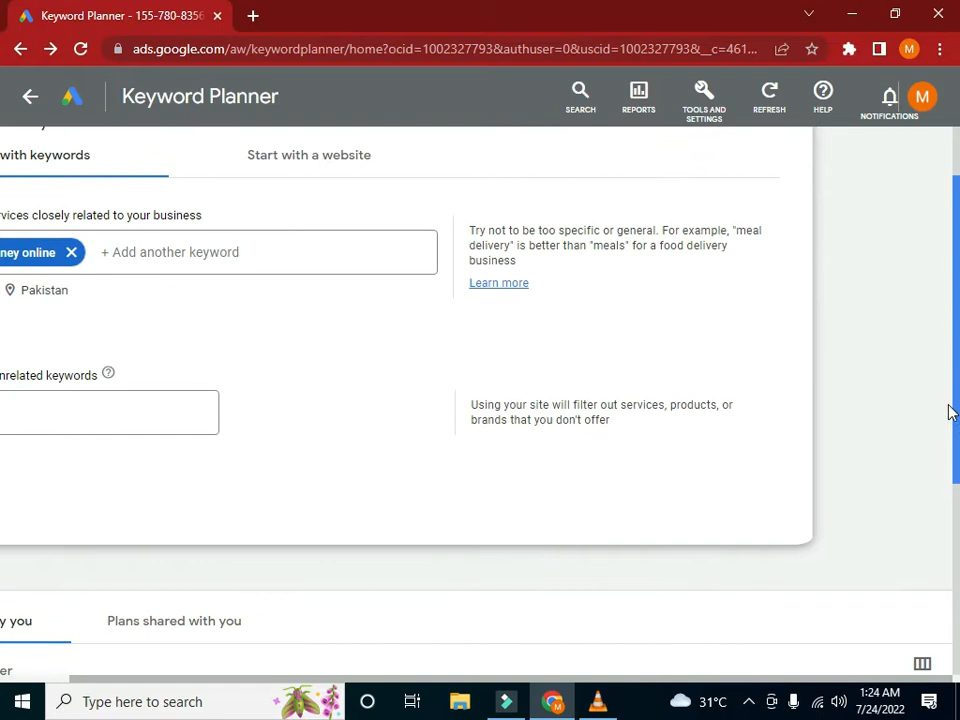 Keyword Planner - 155-780-8356
ads.google.com/aw/keywordplanner/home?ocid=1002327793&authuser=0&uscid=1002327793&__c=461...
M
Keyword Planner
SEARCH
REPORTS
TOOLS AND
SETTINGS
REFRESH
HELP
NOTIFICATIONS
M
with keywords
Start with a website
rvices closely related to your business
ney online
+ Add another keyword
Pakistan
Try not to be too specific or general. For example, "meal
delivery" is better than "meals" for a food delivery
business
Learn more
nrelated keywords
Using your site will filter out services, products, or
brands that you don't offer
y you
Plans shared with you
er
Type here to search
31°C
1:24 AM
7/24/2022